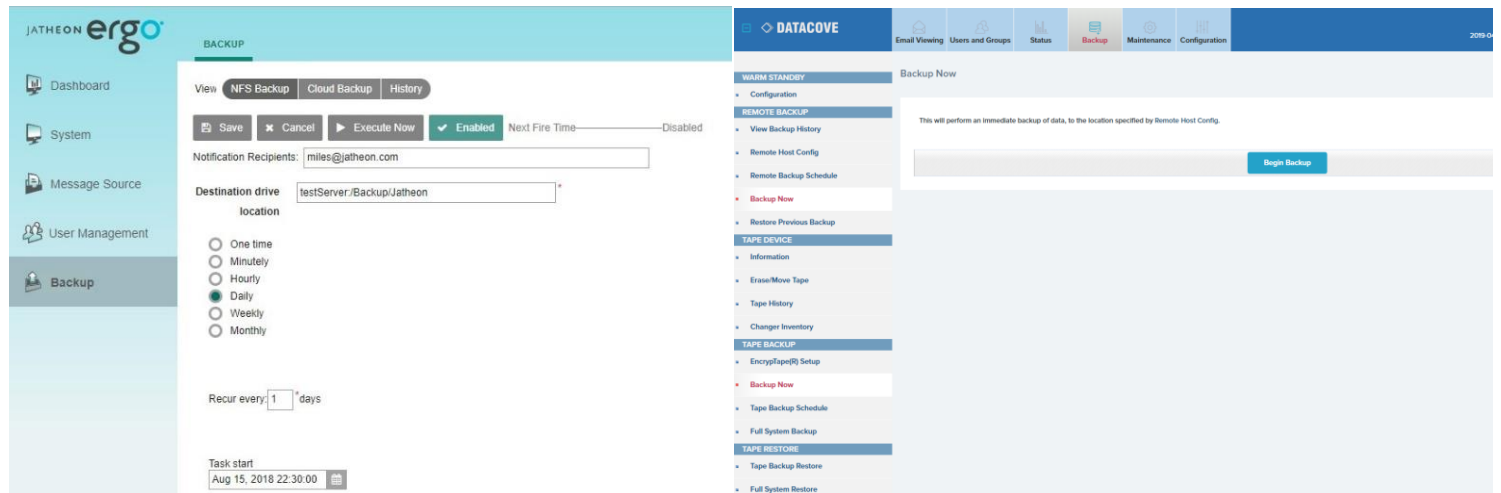 JATHEON ergo
BACKUP
Dashboard
System
Message Source
User Management
Backup
View NFS Backup Cloud Backup History
Save Cancel Execute Now Enabled Next Fire Time Disabled
Notification Recipients: miles@jatheon.com
Destination drive location testServer:/Backup/Jatheon *
One time
Minutely
Hourly
Daily
Weekly
Monthly
Recur every: 1 * days
Task start
Aug 15, 2018 22:30:00
DATACOVE
Email Viewing Users and Groups Status Backup Maintenance Configuration
2019-04
WARM STANDBY
Configuration
REMOTE BACKUP
View Backup History
Remote Host Config
Remote Backup Schedule
Backup Now
Restore Previous Backup
TAPE DEVICE
Information
Erase/Move Tape
Tape History
Changer Inventory
TAPE BACKUP
EncrypTape(R) Setup
Backup Now
Tape Backup Schedule
Full System Backup
TAPE RESTORE
Tape Backup Restore
Full System Restore
Backup Now
This will perform an immediate backup of data, to the location specified by Remote Host Config.
Begin Backup